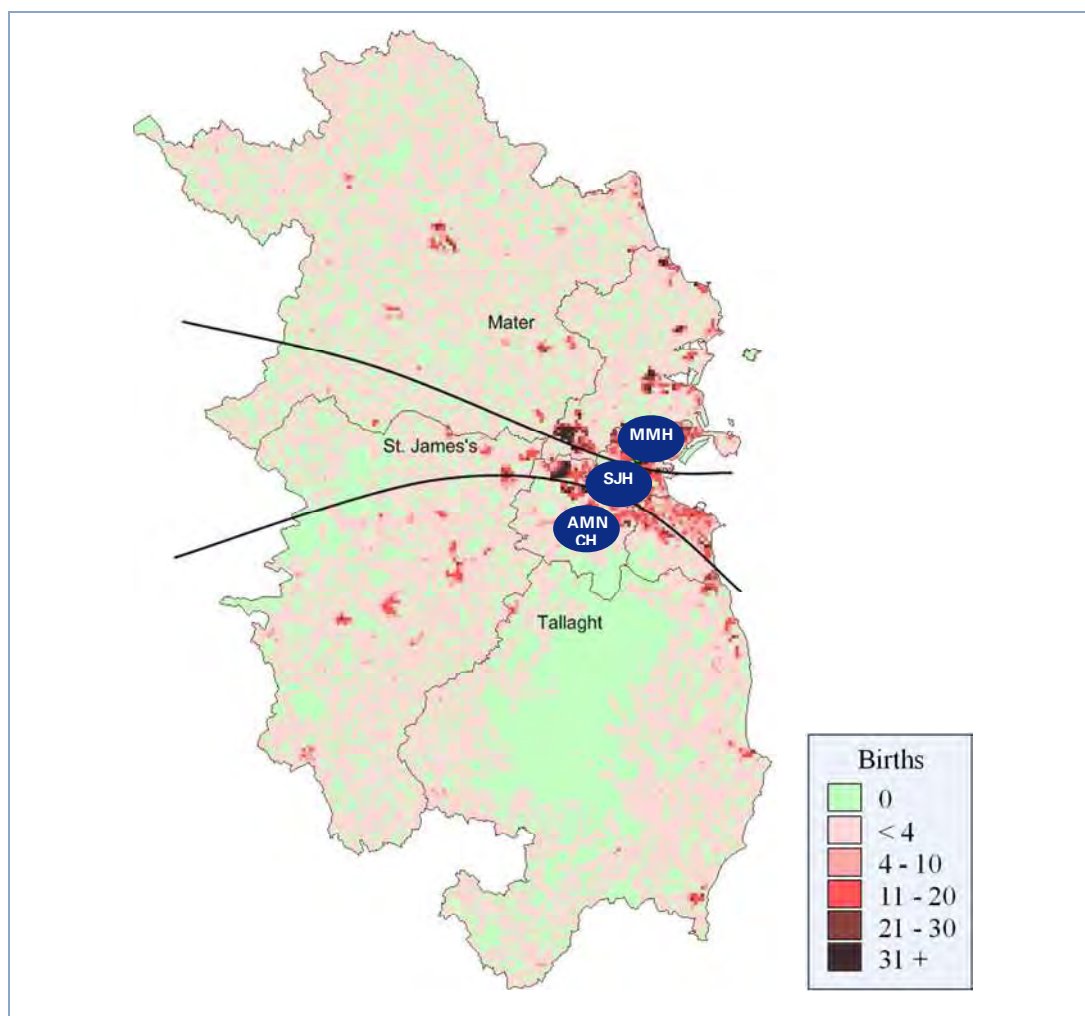 Mater
St. James's
MMH
SJH
AMN
CH
Tallaght
Births
0
< 4
4 - 10
11 - 20
21 - 30
31 +